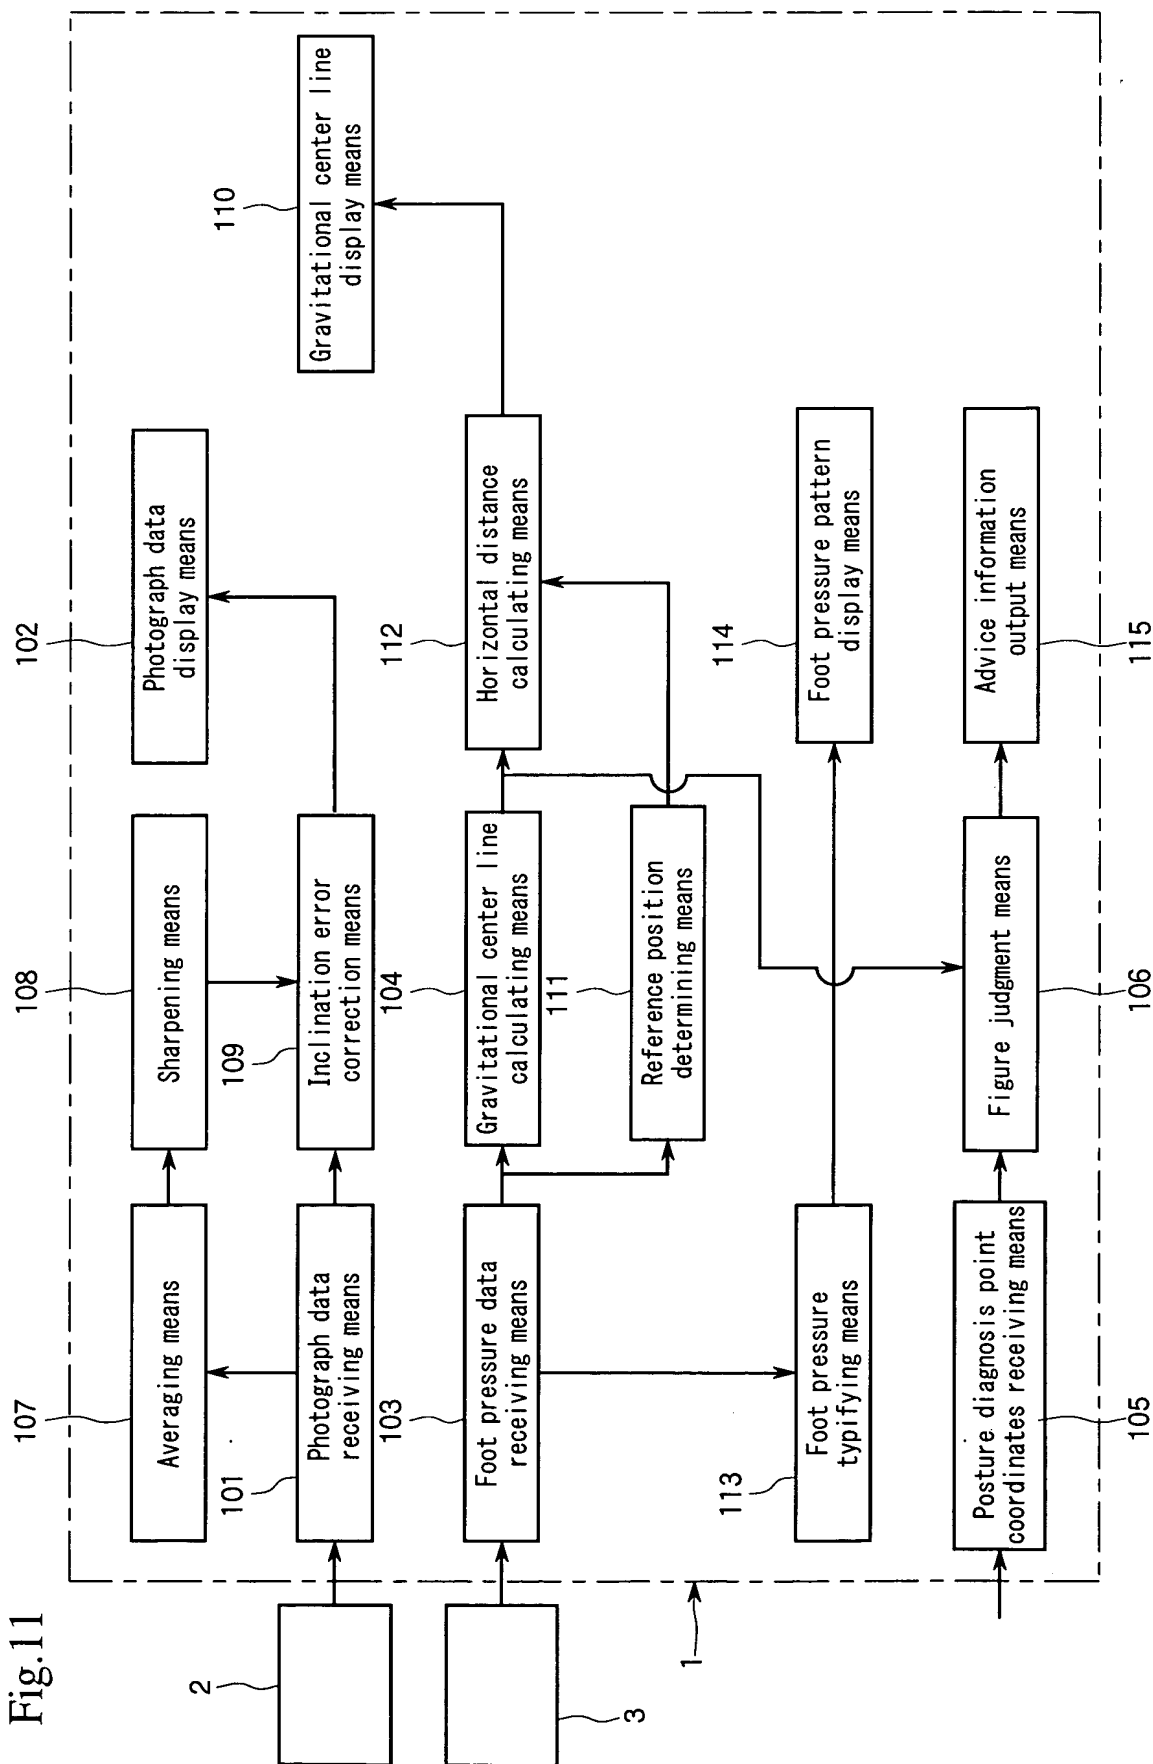 Fig.11
107
Averaging means
108
Sharpening means
102
Photograph data
display means
2
101
Photograph data
receiving means
109
Inclination error
correction means
110
Gravitational center line
display means
3
103
Foot pressure data
receiving means
104
Gravitational center line
calculating means
112
Horizontal distance
calculating means
111
Reference position
determining means
1
113
Foot pressure
typifying means
114
Foot pressure pattern
display means
Posture diagnosis point
coordinates receiving means
105
Figure judgment means
106
Advice information
output means
115